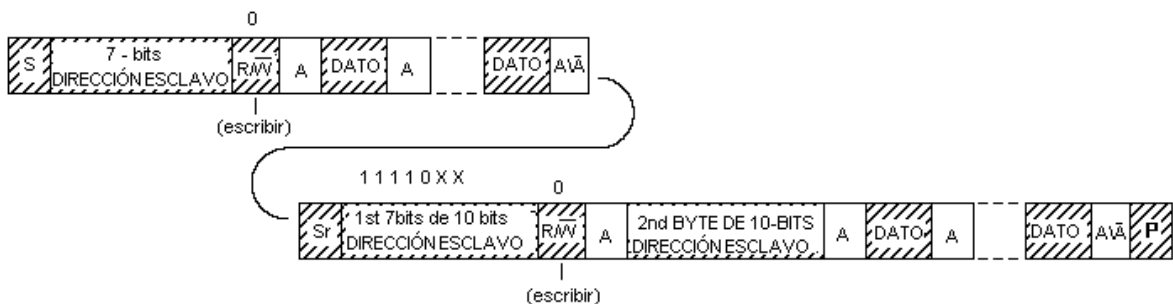 0
S 7 - bits DIRECCIÓN ESCLAVO R/W̅ A DATO A DATO A\Ā
(escribir)
1 1 1 1 0 X X
0
Sr 1st 7bits de 10 bits DIRECCIÓN ESCLAVO R/W̅ A 2nd BYTE DE 10-BITS DIRECCIÓN ESCLAVO A DATO A DATO A\Ā P
(escribir)